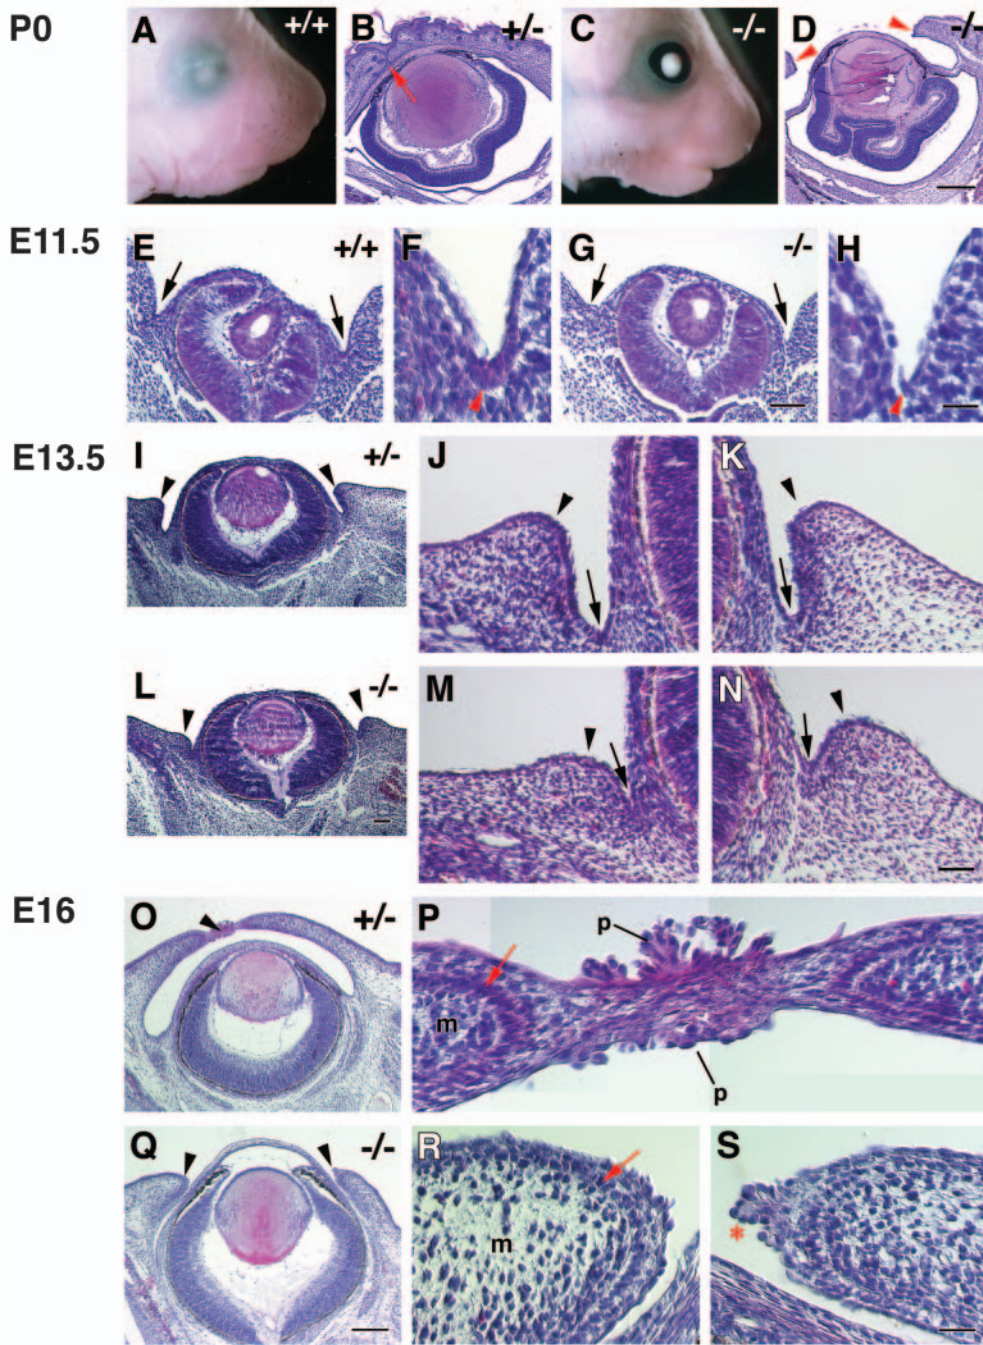 P0
A +/+ B +/- C -/- D -/-
E11.5
E +/+ F G -/- H
E13.5
I +/- J K
L -/- M N
E16
O +/- P p m p
Q -/- R m S *